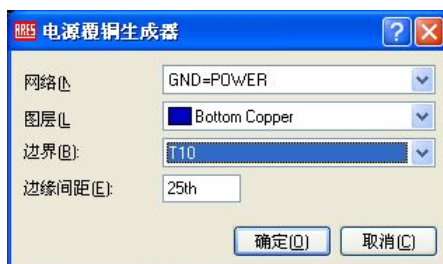 ARES 电源覆铜生成器
网络(N
GND=POWER
图层(L
Bottom Copper
边界(B):
T10
边缘间距(E):
25th
确定(O)
取消(C)